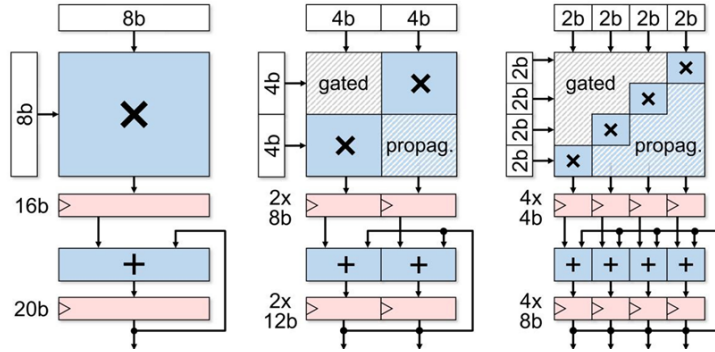 8b
4b 4b
2b 2b 2b 2b
8b
×
4b
4b
gated
×
×
propag.
2b
2b
2b
2b
gated
×
×
×
×
propag.
16b
2x
8b
4x
4b
+
+ +
+ + + +
20b
2x
12b
4x
8b